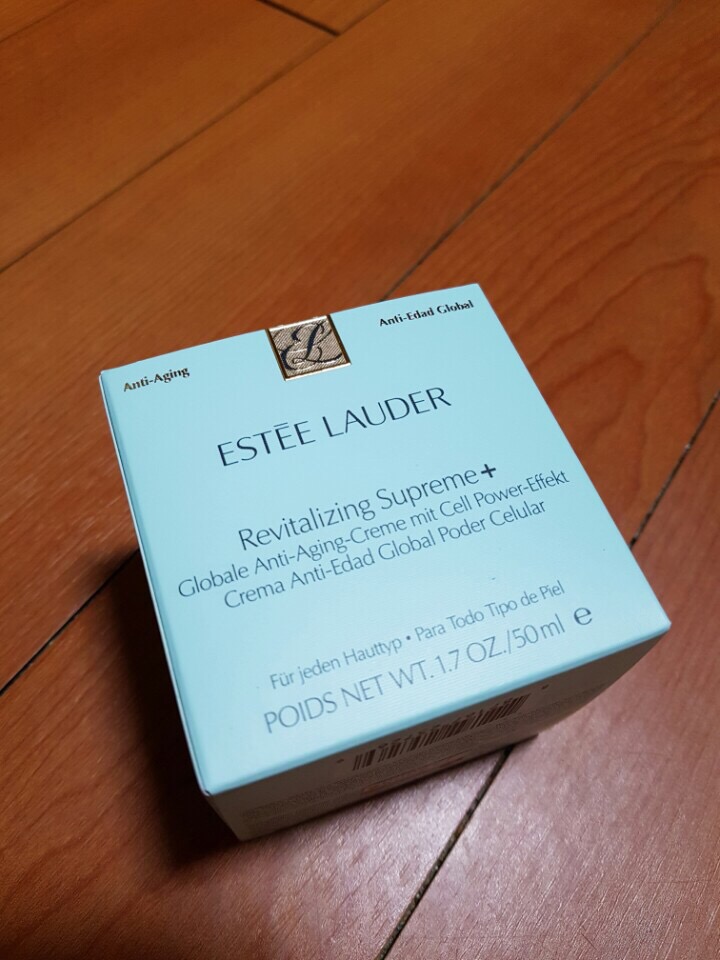 Anti-Aging
Anti-Edad Global
EL
ESTĒE LAUDER
Revitalizing Supreme+
Globale Anti-Aging-Creme mit Cell Power-Effekt
Crema Anti-Edad Global Poder Celular
Für jeden Hauttyp • Para Todo Tipo de Piel
POIDS NET WT. 1.7 OZ./50 ml ℮